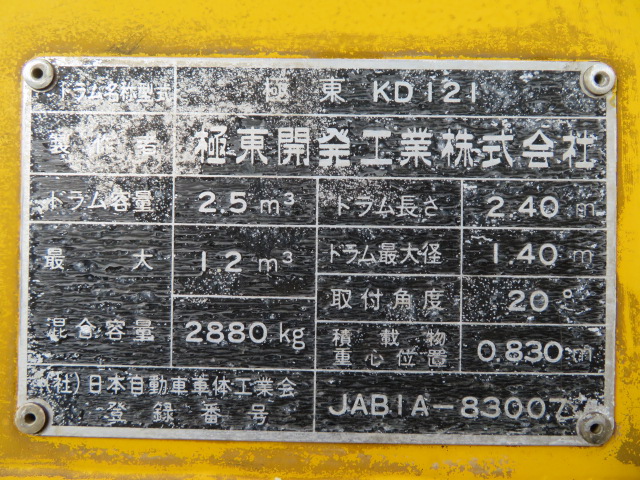 ドラム名称型式 極東 KD121
製作者 極東開発工業株式会社
ドラム容量 2.5 m³ ドラム長さ 2.40 m
最大 12 m³ ドラム最大径 1.40 m
取付角度 20°
混合容量 2880 kg 積載物重心位置 0.830 m
(社)日本自動車車体工業会
登録番号 JABIA-83007